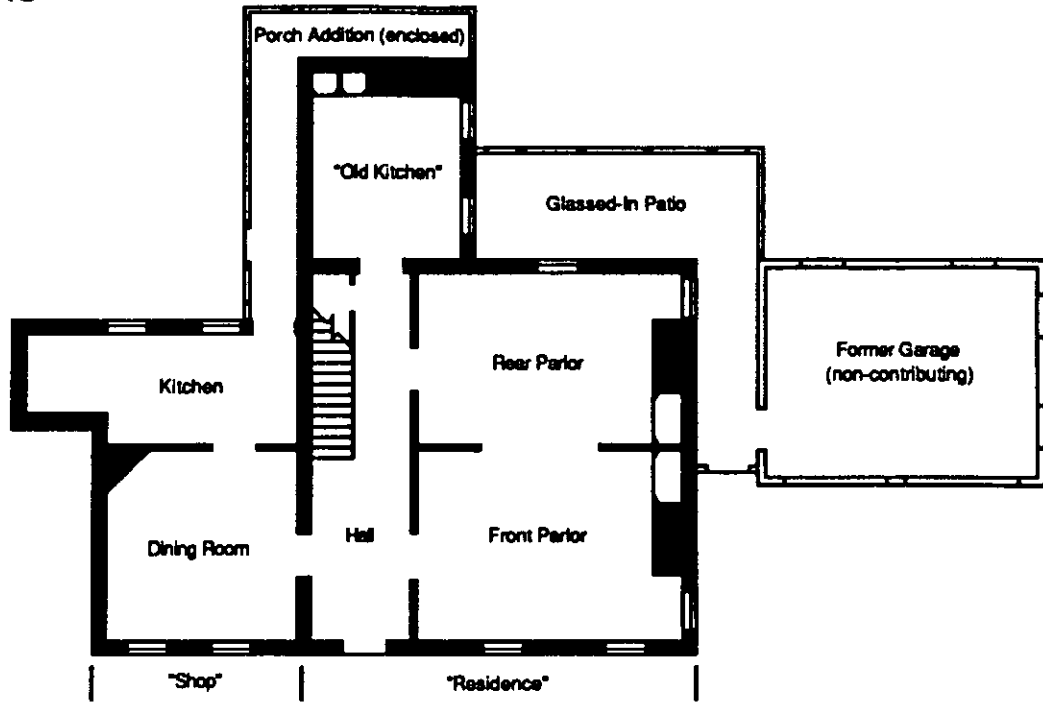 Porch Addition (enclosed)
"Old Kitchen"
Glassed-In Patio
Former Garage
(non-contributing)
Rear Parlor
Kitchen
Hall
Front Parlor
Dining Room
"Shop"
"Residence"